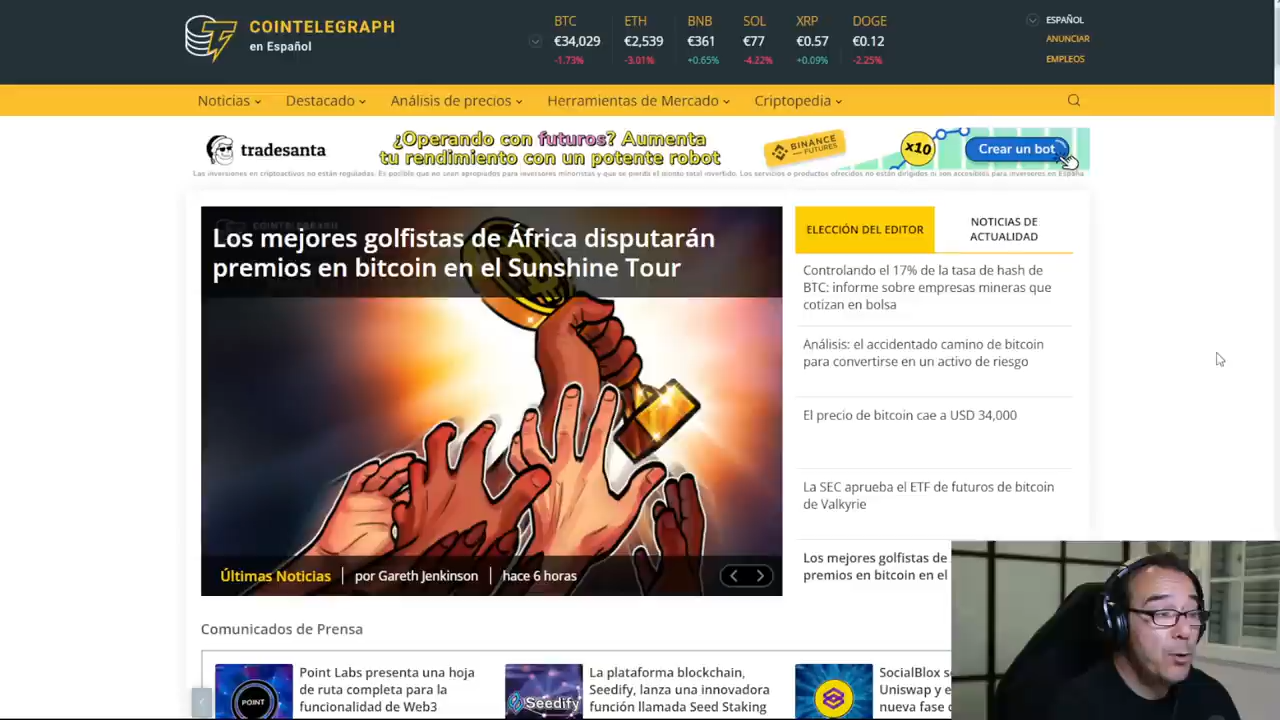 COINTELEGRAPH
en Español
BTC
€34,029
-1.73%
ETH
€2,539
-3.01%
BNB
€361
+0.65%
SOL
€77
-4.22%
XRP
€0.57
+0.09%
DOGE
€0.12
-2.25%
ESPAÑOL
ANUNCIAR
EMPLEOS
Noticias
Destacado
Análisis de precios
Herramientas de Mercado
Criptopedia
tradesanta
¿Operando con futuros? Aumenta
tu rendimiento con un potente robot
BINANCE
FUTURES
x10
Crear un bot
Las inversiones en criptoactivos no están reguladas. Es posible que no sean apropiados para inversores minoristas y que se pierda el monto total invertido. Los servicios o productos ofrecidos no están dirigidos ni son accesibles para inversores en España
COINTELEGRAPH
Los mejores golfistas de África disputarán
premios en bitcoin en el Sunshine Tour
Últimas Noticias
por Gareth Jenkinson
hace 6 horas
ELECCIÓN DEL EDITOR
NOTICIAS DE
ACTUALIDAD
Controlando el 17% de la tasa de hash de
BTC: informe sobre empresas mineras que
cotizan en bolsa
Análisis: el accidentado camino de bitcoin
para convertirse en un activo de riesgo
El precio de bitcoin cae a USD 34,000
La SEC aprueba el ETF de futuros de bitcoin
de Valkyrie
Los mejores golfistas de
premios en bitcoin en el
Comunicados de Prensa
POINT
Point Labs presenta una hoja
de ruta completa para la
funcionalidad de Web3
Seedify
La plataforma blockchain,
Seedify, lanza una innovadora
función llamada Seed Staking
SocialBlox s
Uniswap y e
nueva fase d